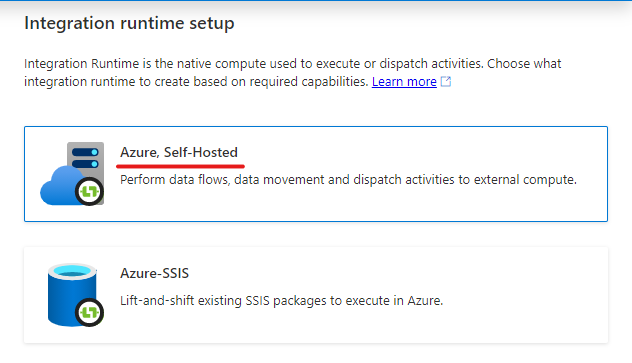 Integration runtime setup
Integration Runtime is the native compute used to execute or dispatch activities. Choose what
integration runtime to create based on required capabilities. Learn more
Azure, Self-Hosted
Perform data flows, data movement and dispatch activities to external compute.
Azure-SSIS
Lift-and-shift existing SSIS packages to execute in Azure.